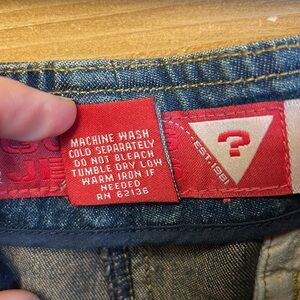 MACHINE WASH
COLD SEPARATELY
DO NOT BLEACH
TUMBLE DRY LOW
WARM IRON IF
NEEDED
RN 62136
?
EST. 1981